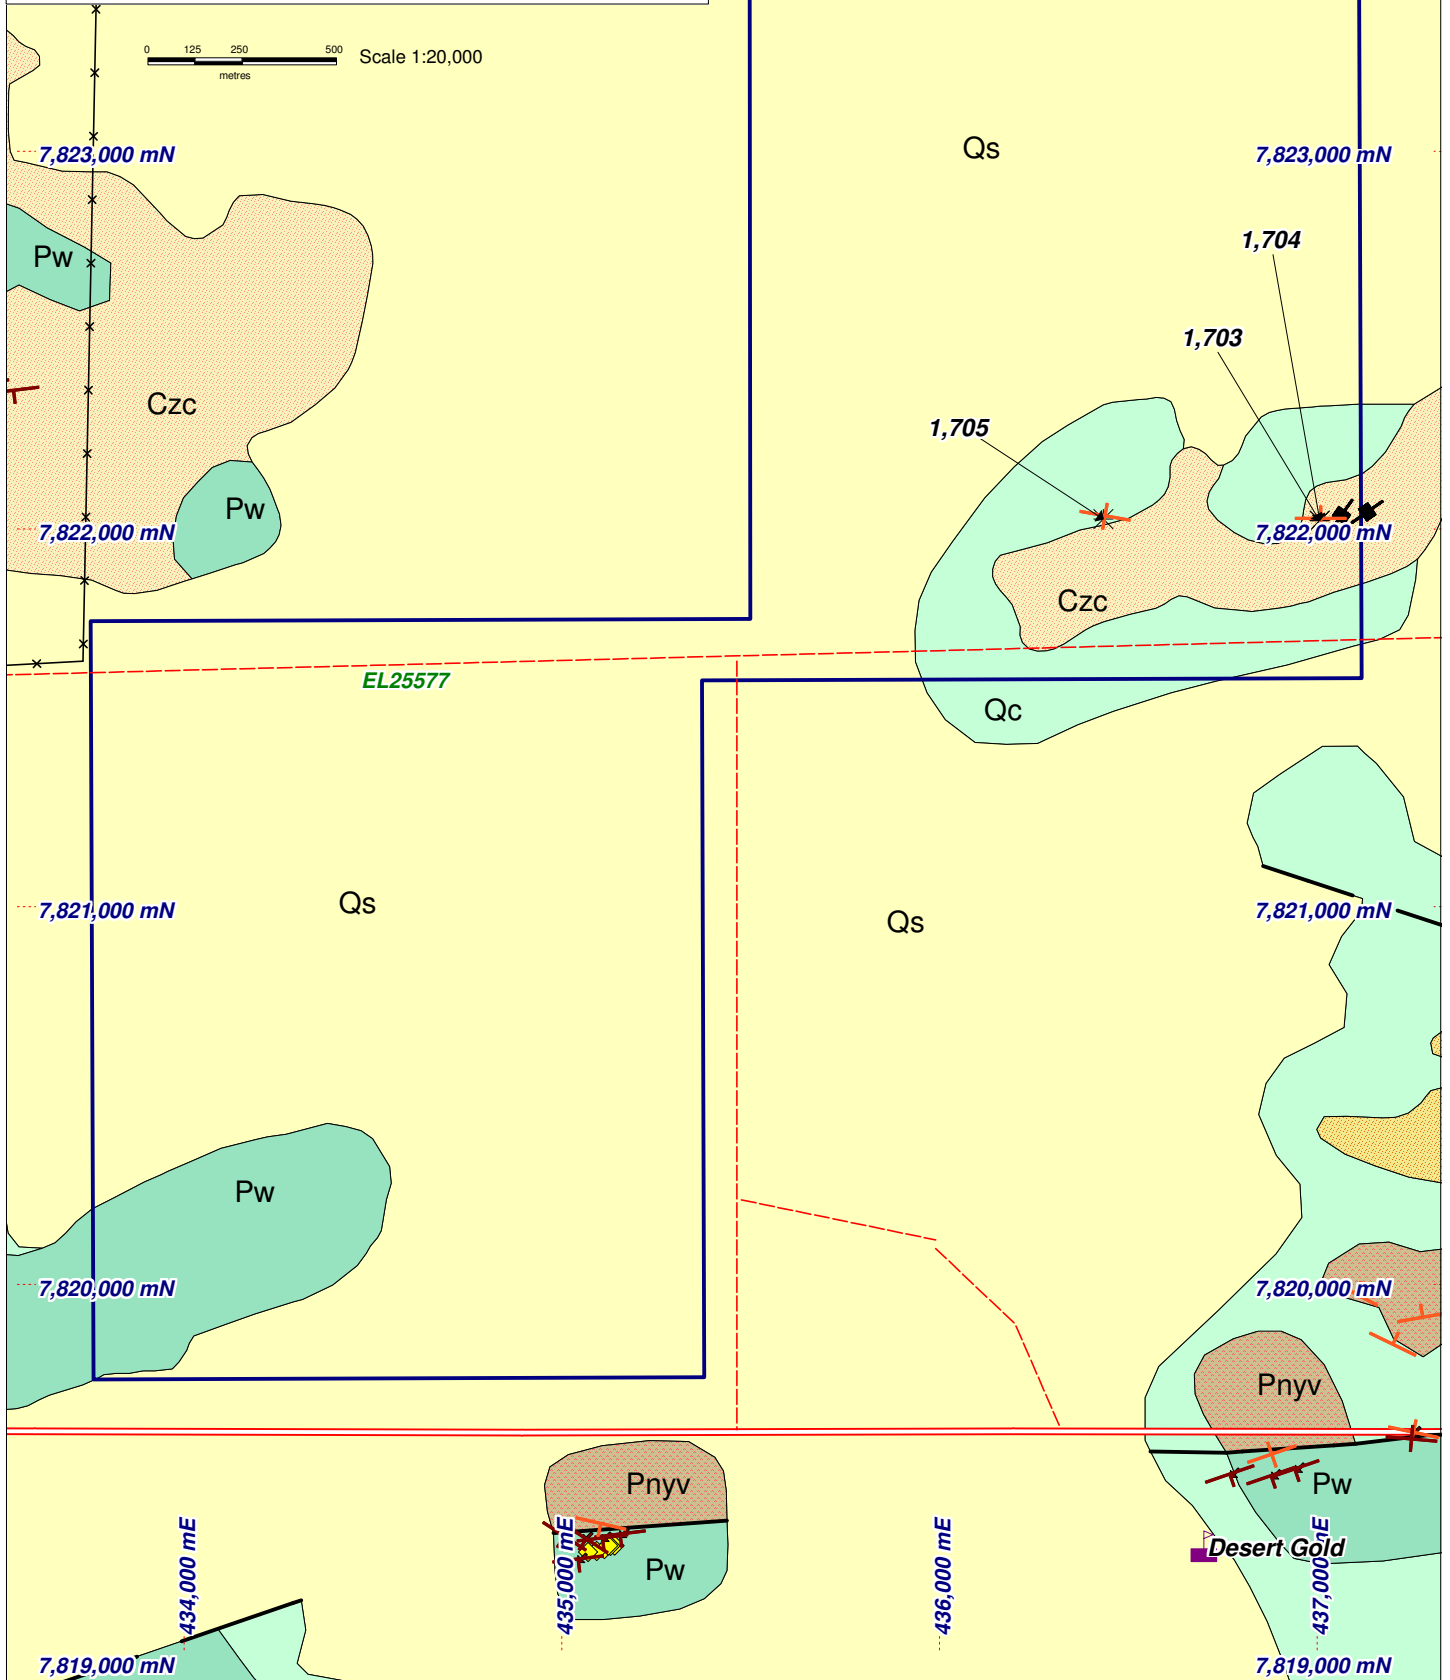 0 125 250 500
Scale 1:20,000
metres
7,823,000 mN
Qs
7,823,000 mN
1,704
Pw
1,703
Czc
1,705
Pw
7,822,000 mN
7,822,000 mN
Czc
EL25577
Qc
7,821,000 mN
Qs
Qs
7,821,000 mN
Pw
7,820,000 mN
7,820,000 mN
Pnyv
Pnyv
Pw
Desert Gold
Pw
434,000 mE
435,000 mE
436,000 mE
437,000 mE
7,819,000 mN
7,819,000 mN